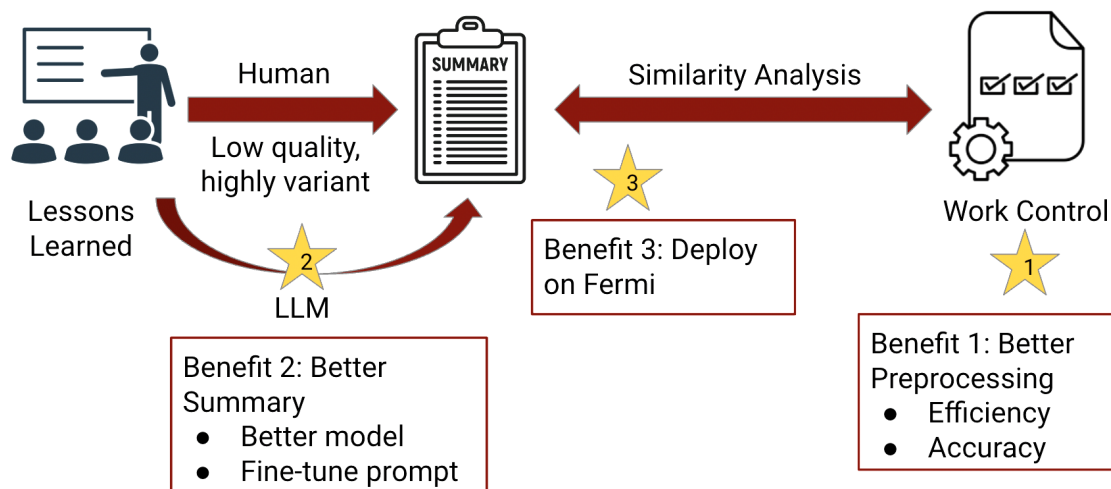 Human
Low quality,
highly variant
Lessons
Learned
SUMMARY
Similarity Analysis
Work Control
2
LLM
3
1
Benefit 2: Better
Summary
● Better model
● Fine-tune prompt
Benefit 3: Deploy
on Fermi
Benefit 1: Better
Preprocessing
● Efficiency
● Accuracy